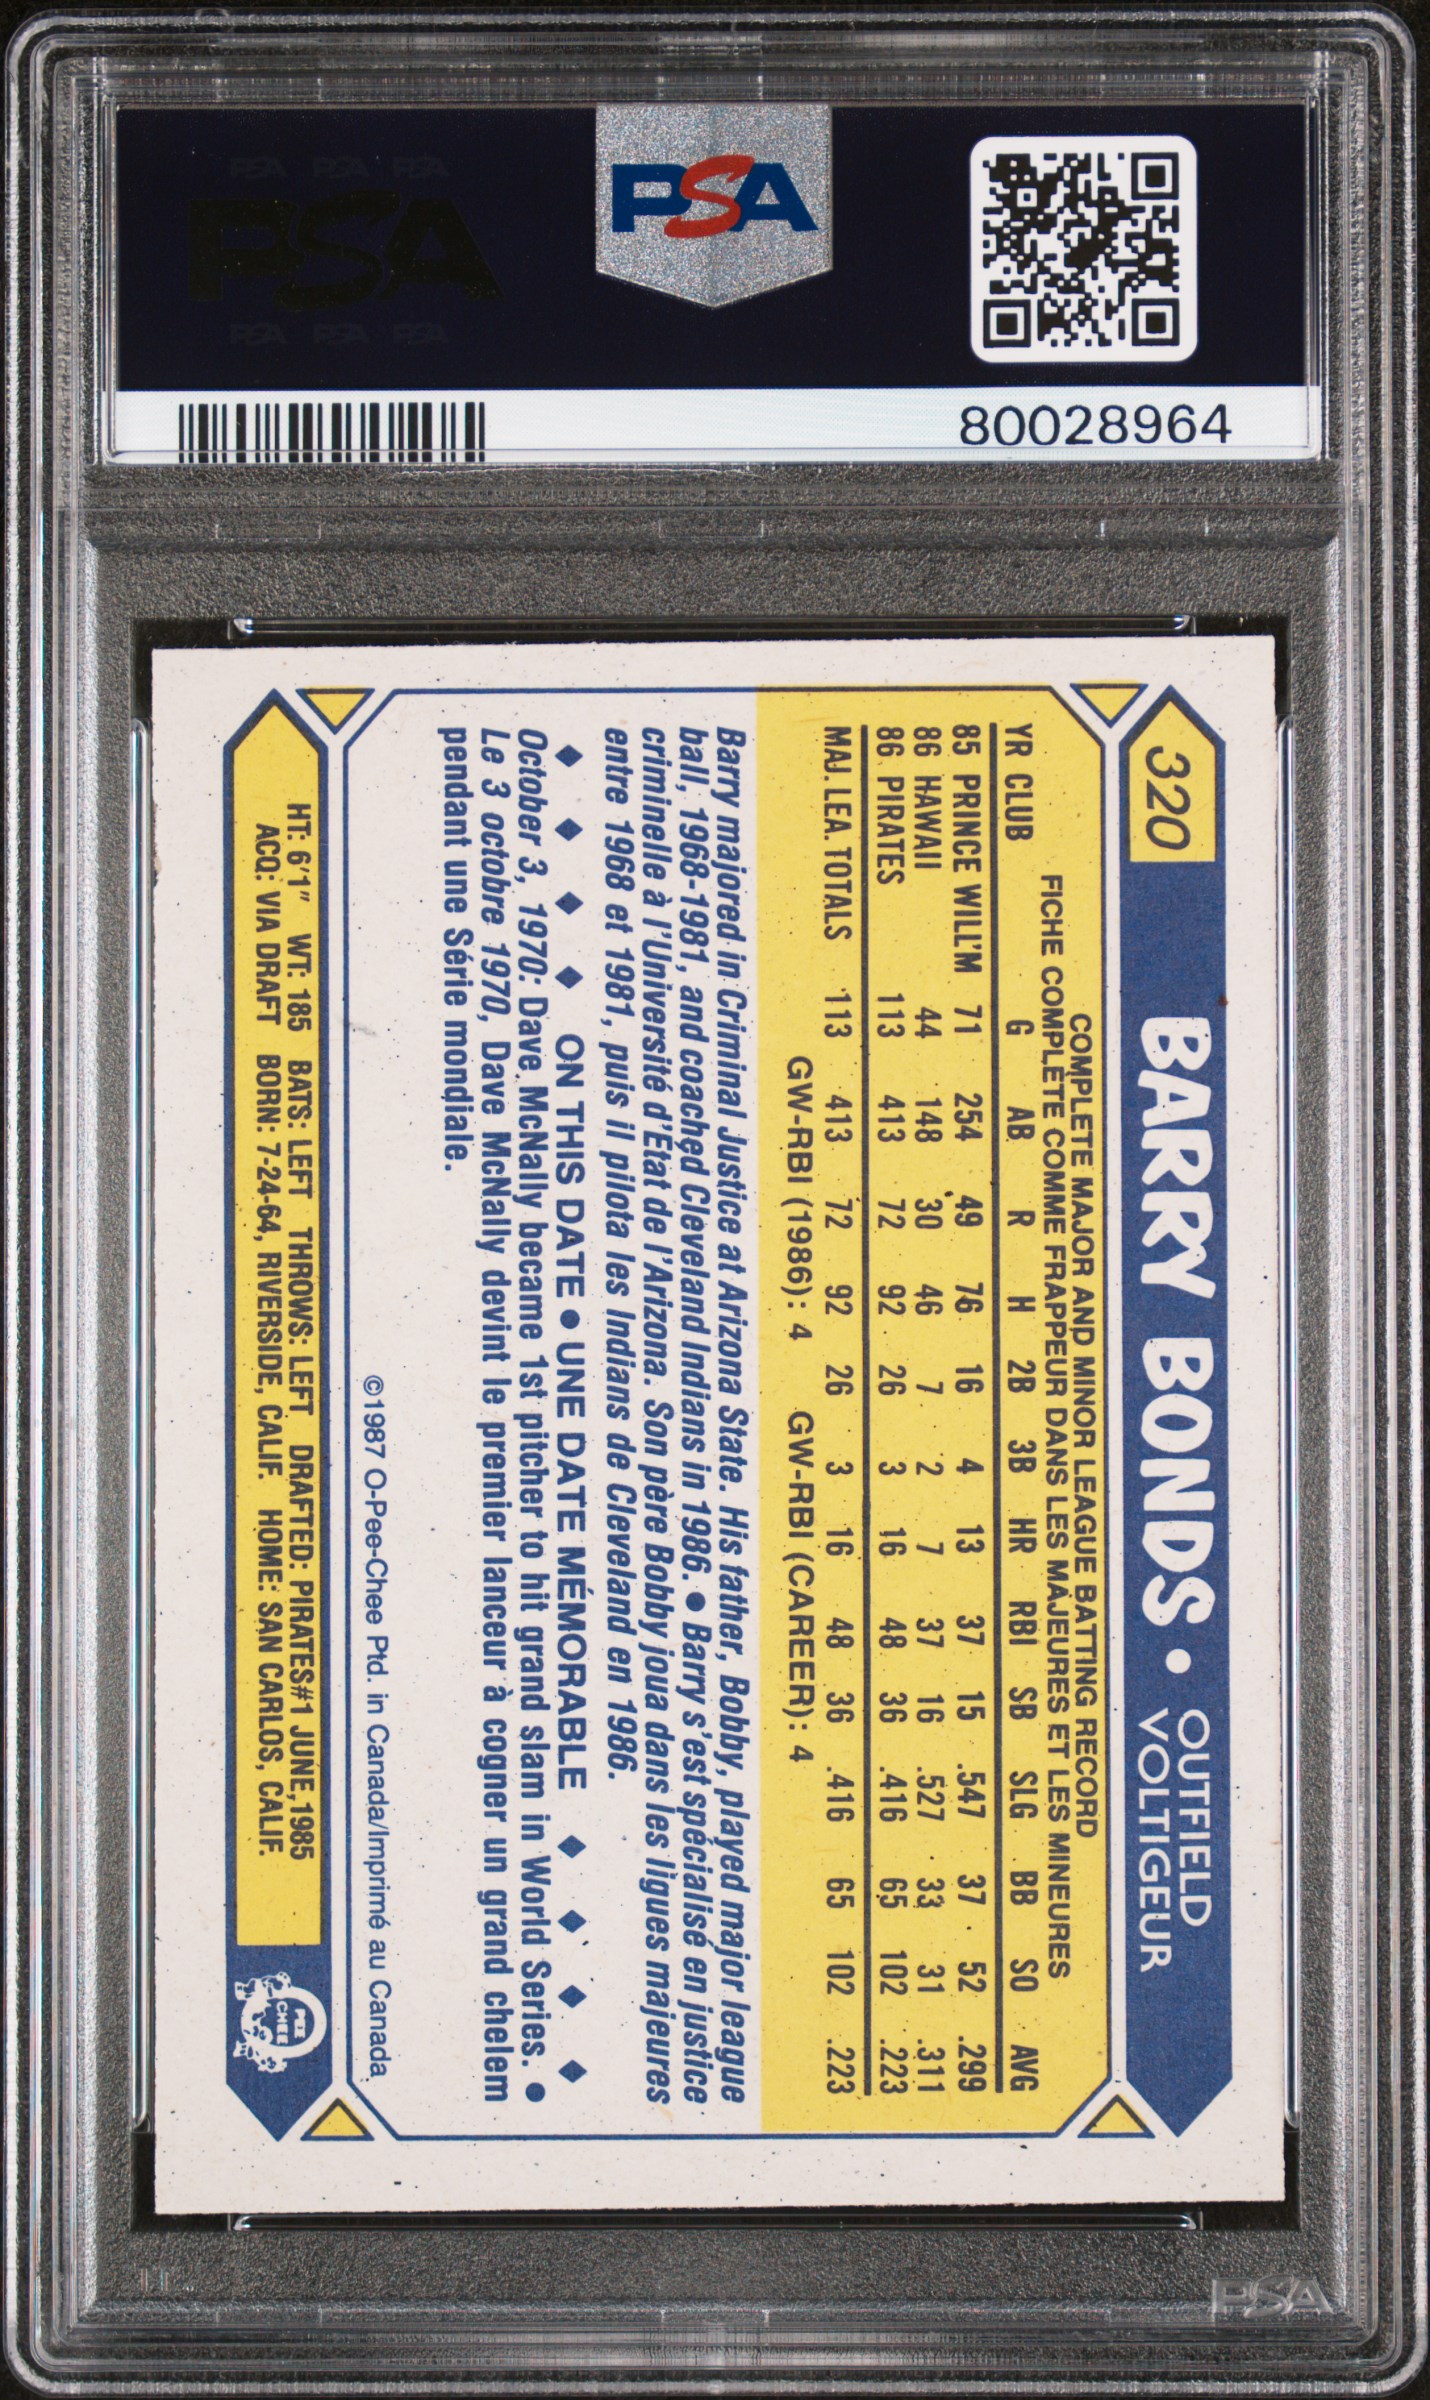 PSA PSA PSA
PSA
PSA PSA PSA
PSA
80028964
320 BARRY BONDS • OUTFIELD
VOLTIGEUR
COMPLETE MAJOR AND MINOR LEAGUE BATTING RECORD
FICHE COMPLÈTE COMME FRAPPEUR DANS LES MAJEURES ET LES MINEURES
YR CLUB G AB R H 2B 3B HR RBI SB SLG BB SO AVG
85 PRINCE WILL'M 71 254 49 76 16 4 13 37 15 .547 37 52 .299
86 HAWAII 44 148 30 46 7 2 7 37 16 .527 33 31 .311
86 PIRATES 113 413 72 92 26 3 16 48 36 .416 65 102 .223
MAJ. LEA. TOTALS 113 413 72 92 26 3 16 48 36 .416 65 102 .223
GW-RBI (1986): 4 GW-RBI (CAREER): 4
Barry majored in Criminal Justice at Arizona State. His father, Bobby, played major league
ball, 1968-1981, and coached Cleveland Indians in 1986. • Barry s'est spécialisé en justice
criminelle à l'Université d'Etat de l'Arizona. Son père Bobby joua dans les ligues majeures
entre 1968 et 1981, puis il pilota les Indians de Cleveland en 1986.
◆ ◆ ◆ ◆ ON THIS DATE • UNE DATE MÉMORABLE ◆ ◆ ◆ ◆
October 3, 1970: Dave McNally became 1st pitcher to hit grand slam in World Series. •
Le 3 octobre 1970, Dave McNally devint le premier lanceur à cogner un grand chelem
pendant une Série mondiale.
©1987 O-Pee-Chee Ptd. in Canada/Imprimé au Canada
HT: 6'1" WT: 185 BATS: LEFT THROWS: LEFT DRAFTED: PIRATES#1 JUNE, 1985
ACQ: VIA DRAFT BORN: 7-24-64, RIVERSIDE, CALIF. HOME: SAN CARLOS, CALIF.
O
PEE
CHEE
PSA